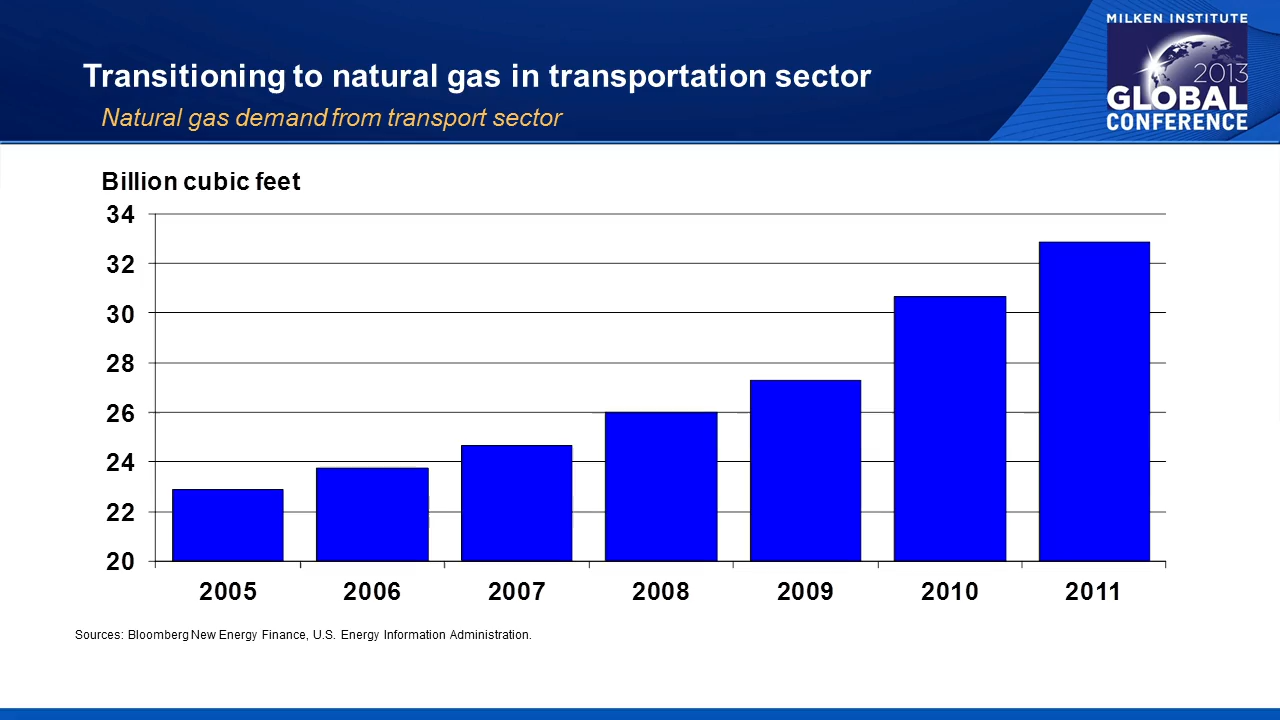 MILKEN INSTITUTE
2013
GLOBAL
CONFERENCE
Transitioning to natural gas in transportation sector
Natural gas demand from transport sector
Billion cubic feet
34
32
30
28
26
24
22
20
2005 2006 2007 2008 2009 2010 2011
Sources: Bloomberg New Energy Finance, U.S. Energy Information Administration.